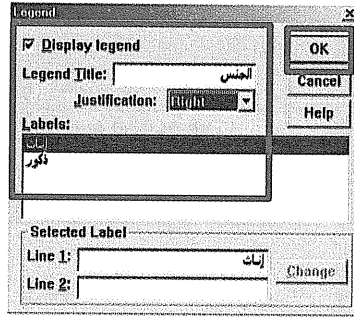 Legend
Display legend
OK
Legend Title: الجنس
Cancel
Justification: Right
Help
Labels:
إناث
ذكور
Selected Label
Line 1: إناث
Change
Line 2: